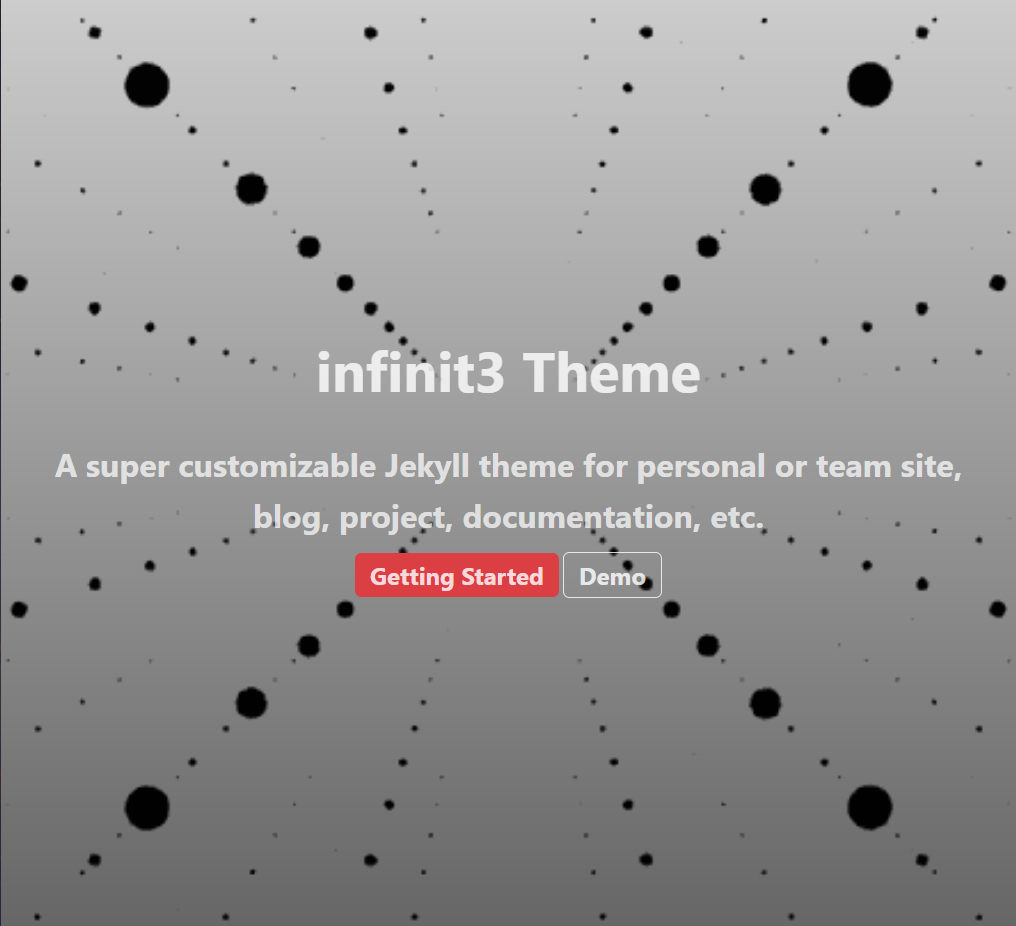 infinit3 Theme
A super customizable Jekyll theme for personal or team site,
blog, project, documentation, etc.
Getting Started Demo